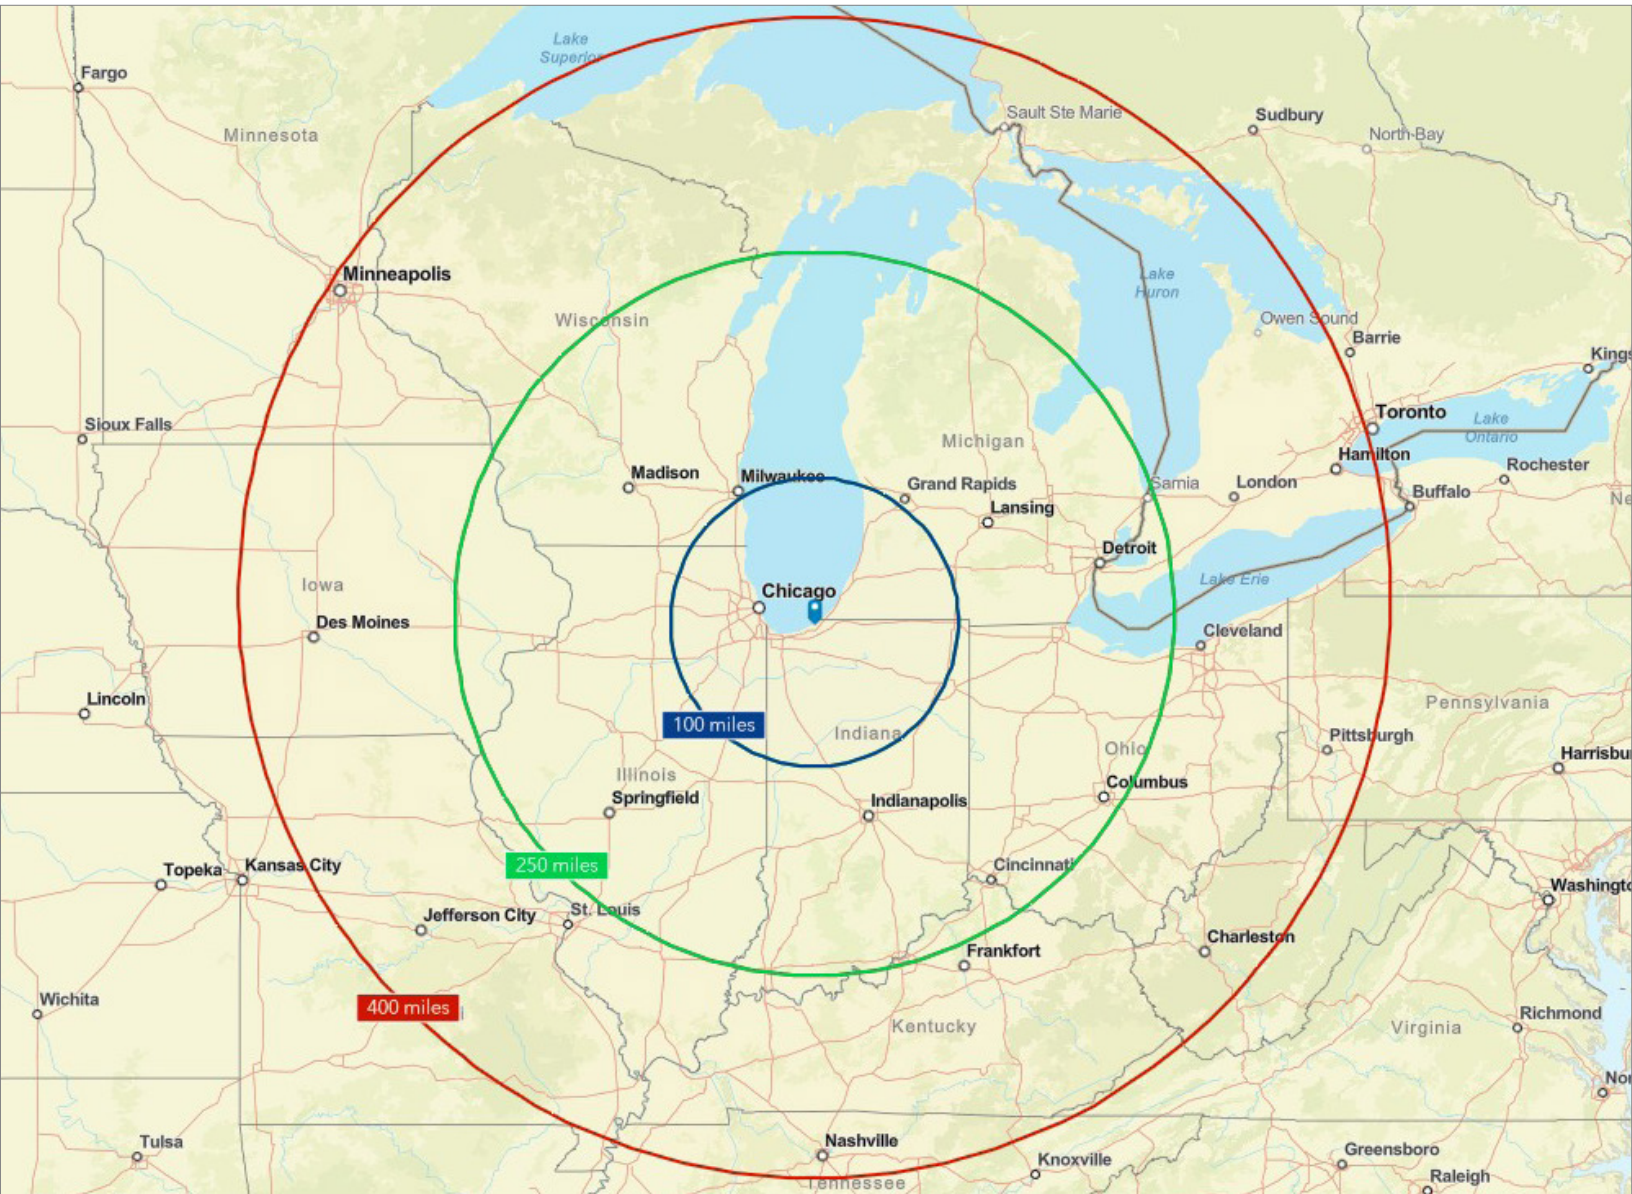 Lake
Superior
Fargo
Minnesota
Sault Ste Marie
Sudbury
North Bay
Minneapolis
Wisconsin
Lake
Huron
Owen Sound
Barrie
Kings
Sioux Falls
Michigan
Toronto
Lake
Ontario
Madison
Milwaukee
Grand Rapids
Lansing
Sarnia
London
Hamilton
Rochester
Buffalo
Ne
Detroit
Iowa
Chicago
Lake Erie
Des Moines
Cleveland
Lincoln
100 miles
Indiana
Ohio
Pennsylvania
Pittsburgh
Harrisbu
Illinois
Springfield
Indianapolis
Columbus
Topeka
Kansas City
250 miles
Cincinnati
Washingto
Jefferson City
St. Louis
Frankfort
Charleston
Wichita
400 miles
i
Kentucky
Virginia
Richmond
Nor
Tulsa
Nashville
Knoxville
Tennessee
Greensboro
Raleigh